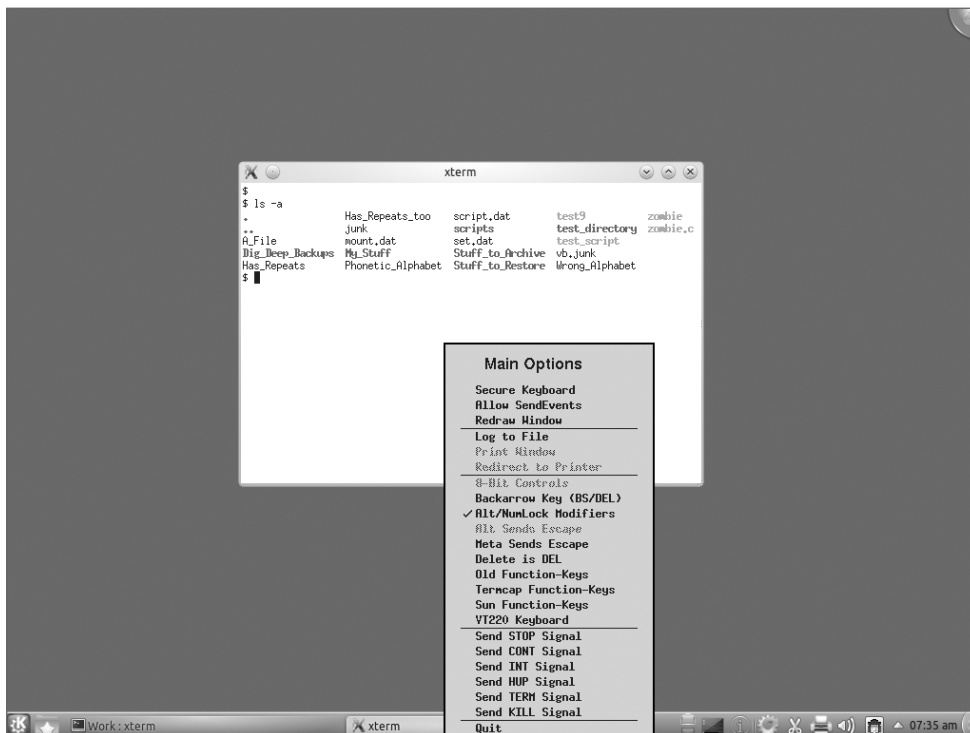 xterm
$
$ ls -a
. Has_Repeats_too script.dat test9 zombie
.. junk scripts test_directory zombie.c
A_File mount.dat set.dat test_script
Big_Deep_Backups My_Stuff Stuff_to_Archive vb.junk
Has_Repeats Phonetic_Alphabet Stuff_to_Restore Wrong_Alphabet
$
Main Options
Secure Keyboard
Allow SendEvents
Redraw Window
Log to File
Print Window
Redirect to Printer
8-Bit Controls
Backarrow Key (BS/DEL)
✓ Alt/NumLock Modifiers
Alt Sends Escape
Meta Sends Escape
Delete is DEL
Old Function-Keys
Termcap Function-Keys
Sun Function-Keys
VT220 Keyboard
Send STOP Signal
Send CONT Signal
Send INT Signal
Send HUP Signal
Send TERM Signal
Send KILL Signal
Quit
Work : xterm
xterm
07:35 am